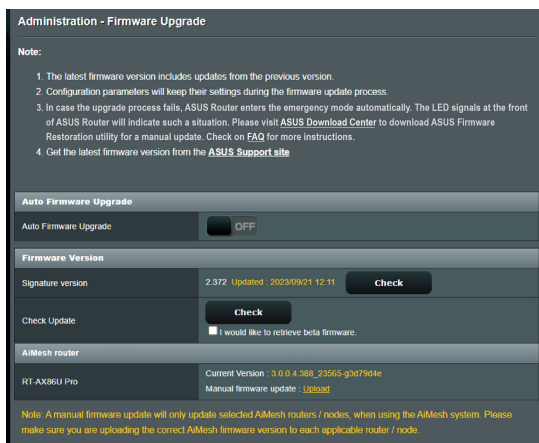 Administration - Firmware Upgrade
Note:
1. The latest firmware version includes updates from the previous version.
2. Configuration parameters will keep their settings during the firmware update process.
3. In case the upgrade process fails, ASUS Router enters the emergency mode automatically. The LED signals at the front
of ASUS Router will indicate such a situation. Please visit ASUS Download Center to download ASUS Firmware
Restoration utility for a manual update. Check on FAQ for more instructions.
4. Get the latest firmware version from the ASUS Support site
Auto Firmware Upgrade
Auto Firmware Upgrade OFF
Firmware Version
Signature version 2.372 Updated : 2023/09/21 12:11 Check
Check Update Check
I would like to retrieve beta firmware.
AiMesh router
RT-AX86U Pro Current Version : 3.0.0.4.388_23565-g3d79d4e
Manual firmware update : Upload
Note: A manual firmware update will only update selected AiMesh routers / nodes, when using the AiMesh system. Please
make sure you are uploading the correct AiMesh firmware version to each applicable router / node.